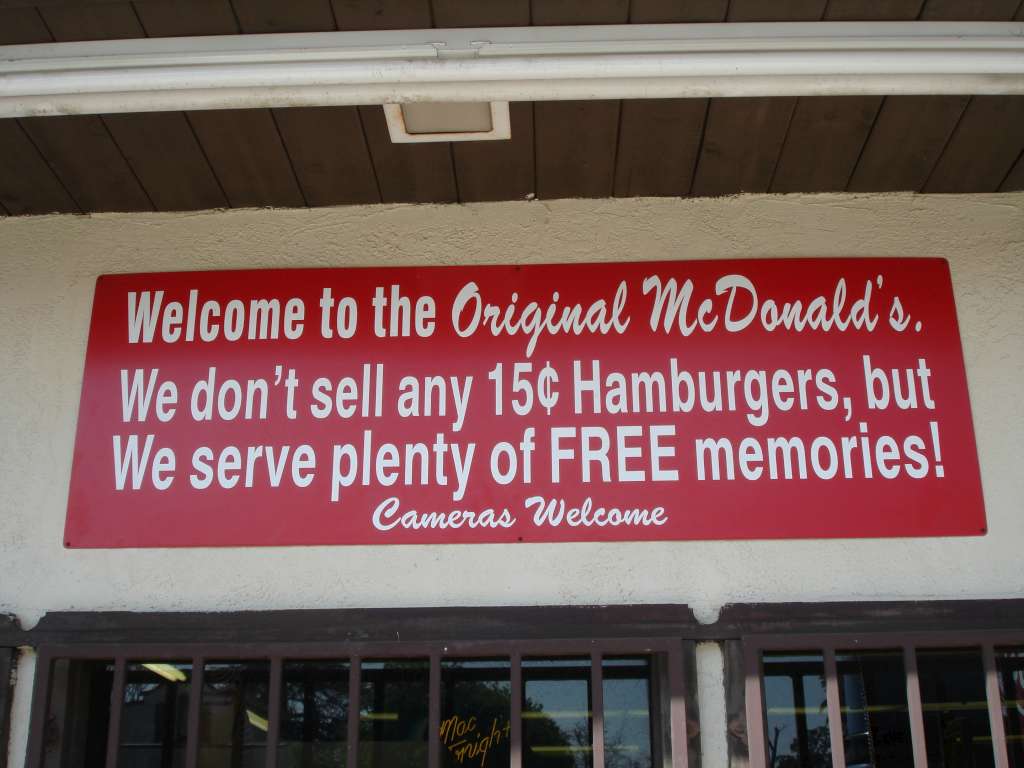 Welcome to the Original McDonald's.
We don't sell any 15¢ Hamburgers, but
We serve plenty of FREE memories!
Cameras Welcome
Mac